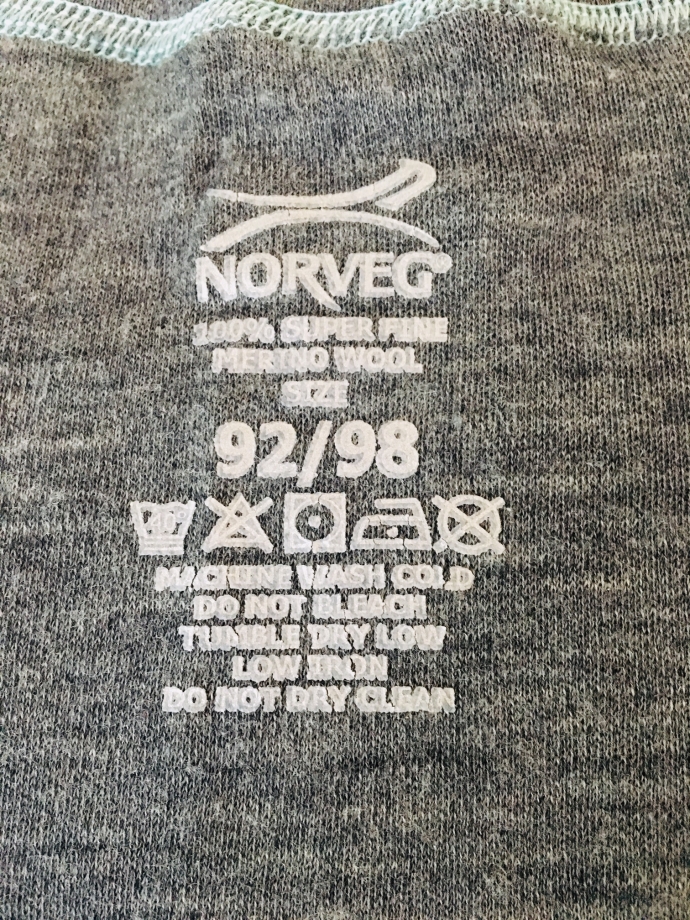 NORVEG®
100% SUPER FINE
MERINO WOOL
SIZE
92/98
MACHINE WASH COLD
DO NOT BLEACH
TUMBLE DRY LOW
LOW IRON
DO NOT DRY CLEAN